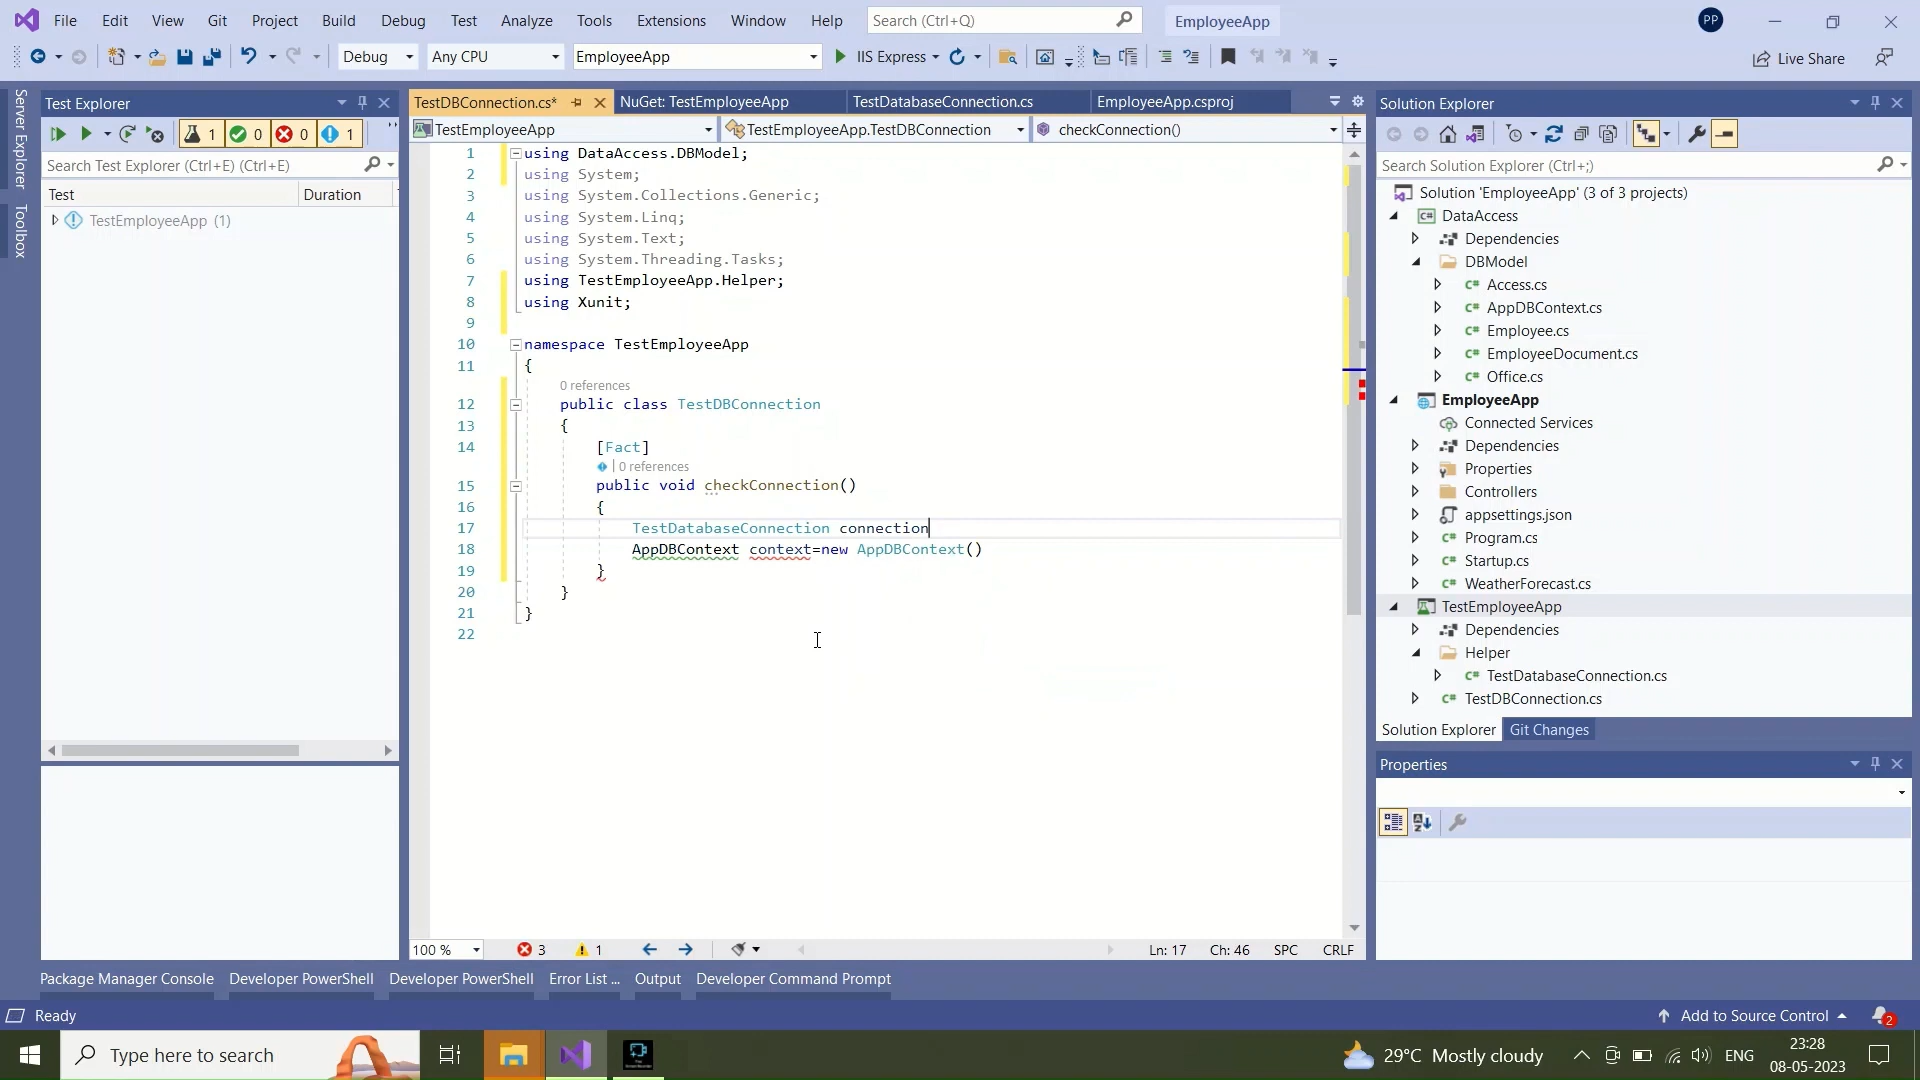 File Edit View Git Project Build Debug Test Analyze Tools Extensions Window Help Search (Ctrl+Q) EmployeeApp PP
Debug Any CPU EmployeeApp IIS Express Live Share
Server Explorer
Toolbox
Test Explorer
1 0 0 1
Search Test Explorer (Ctrl+E) (Ctrl+E)
Test Duration
TestEmployeeApp (1)
TestDBConnection.cs* NuGet: TestEmployeeApp TestDatabaseConnection.cs EmployeeApp.csproj
TestEmployeeApp TestEmployeeApp.TestDBConnection checkConnection()
1 using DataAccess.DBModel;
2 using System;
3 using System.Collections.Generic;
4 using System.Linq;
5 using System.Text;
6 using System.Threading.Tasks;
7 using TestEmployeeApp.Helper;
8 using Xunit;
9
10 namespace TestEmployeeApp
11 {
0 references
12 public class TestDBConnection
13 {
14 [Fact]
| 0 references
15 public void checkConnection()
16 {
17 TestDatabaseConnection connection
18 AppDBContext context=new AppDBContext()
19 }
20 }
21 }
22
100 % 3 1 Ln: 17 Ch: 46 SPC CRLF
Solution Explorer
Search Solution Explorer (Ctrl+;)
Solution 'EmployeeApp' (3 of 3 projects)
DataAccess
Dependencies
DBModel
Access.cs
AppDBContext.cs
Employee.cs
EmployeeDocument.cs
Office.cs
EmployeeApp
Connected Services
Dependencies
Properties
Controllers
appsettings.json
Program.cs
Startup.cs
WeatherForecast.cs
TestEmployeeApp
Dependencies
Helper
TestDatabaseConnection.cs
TestDBConnection.cs
Solution Explorer Git Changes
Properties
Package Manager Console Developer PowerShell Developer PowerShell Error List ... Output Developer Command Prompt
Ready Add to Source Control 2
Type here to search 29°C Mostly cloudy ENG 23:28
08-05-2023